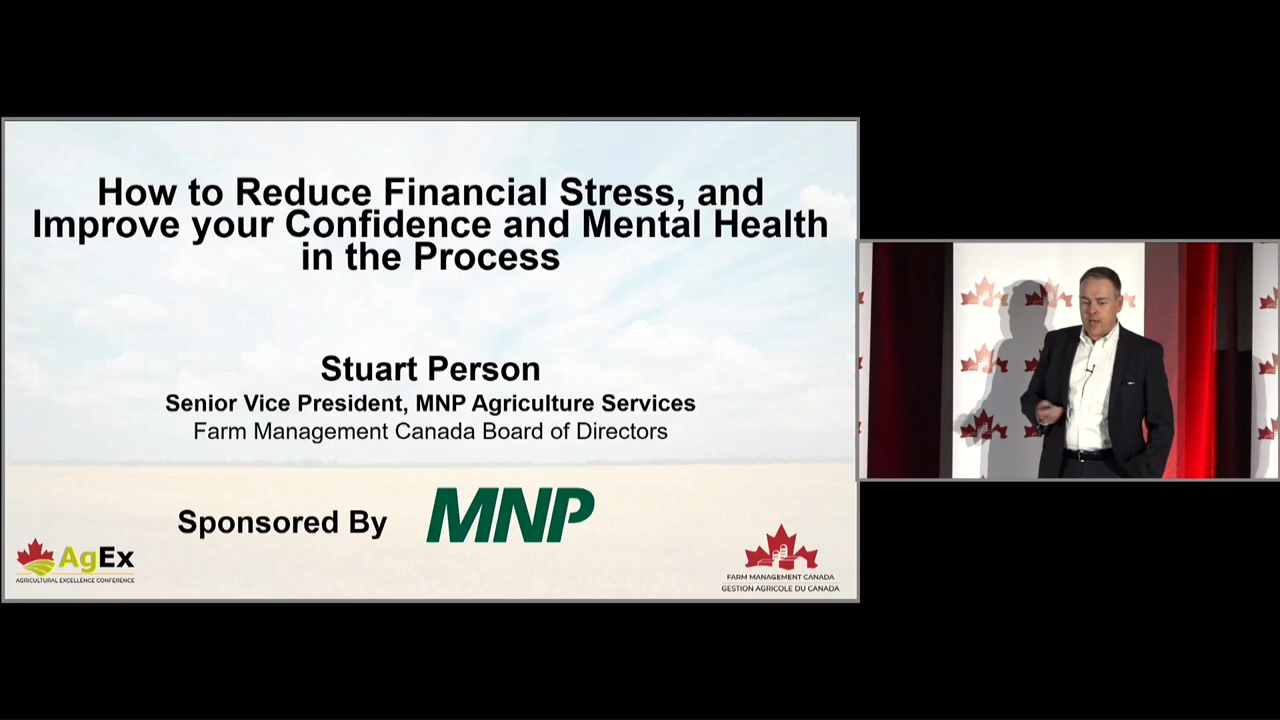 How to Reduce Financial Stress, and
Improve your Confidence and Mental Health
in the Process
Stuart Person
Senior Vice President, MNP Agriculture Services
Farm Management Canada Board of Directors
Sponsored By MNP
AgEx
AGRICULTURAL EXCELLENCE CONFERENCE
FARM MANAGEMENT CANADA
GESTION AGRICOLE DU CANADA